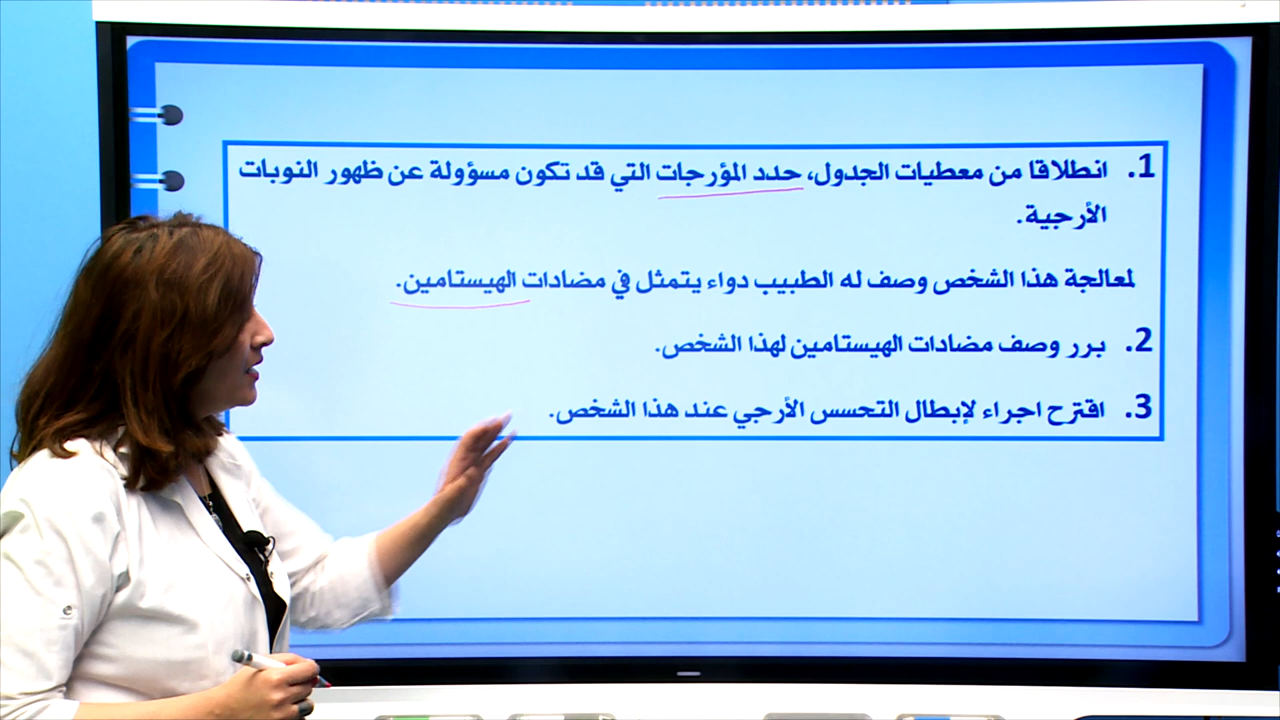 1. انطلاقا من معطيات الجدول، حدد المؤرجات التي قد تكون مسؤولة عن ظهور النوبات
الأرجية.
لمعالجة هذا الشخص وصف له الطبيب دواء يتمثل في مضادات الهيستامين.
2. برر وصف مضادات الهيستامين لهذا الشخص.
3. اقترح اجراء لإبطال التحسس الأرجي عند هذا الشخص.